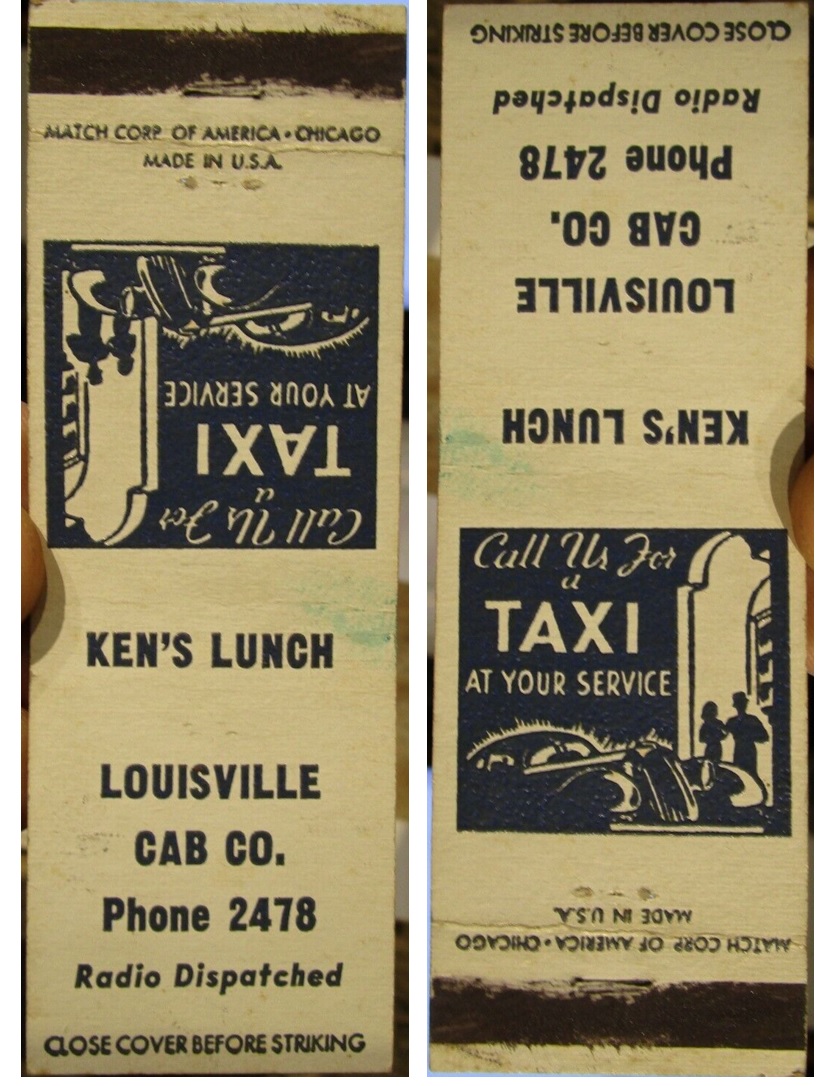 MATCH CORP. OF AMERICA • CHICAGO
MADE IN U.S.A.
Call Us For
a
TAXI
AT YOUR SERVICE
KEN'S LUNCH
LOUISVILLE
CAB CO.
Phone 2478
Radio Dispatched
CLOSE COVER BEFORE STRIKING
CLOSE COVER BEFORE STRIKING
Radio Dispatched
Phone 2478
CAB CO.
LOUISVILLE
KEN'S LUNCH
Call Us For
a
TAXI
AT YOUR SERVICE
MADE IN U.S.A.
MATCH CORP. OF AMERICA • CHICAGO